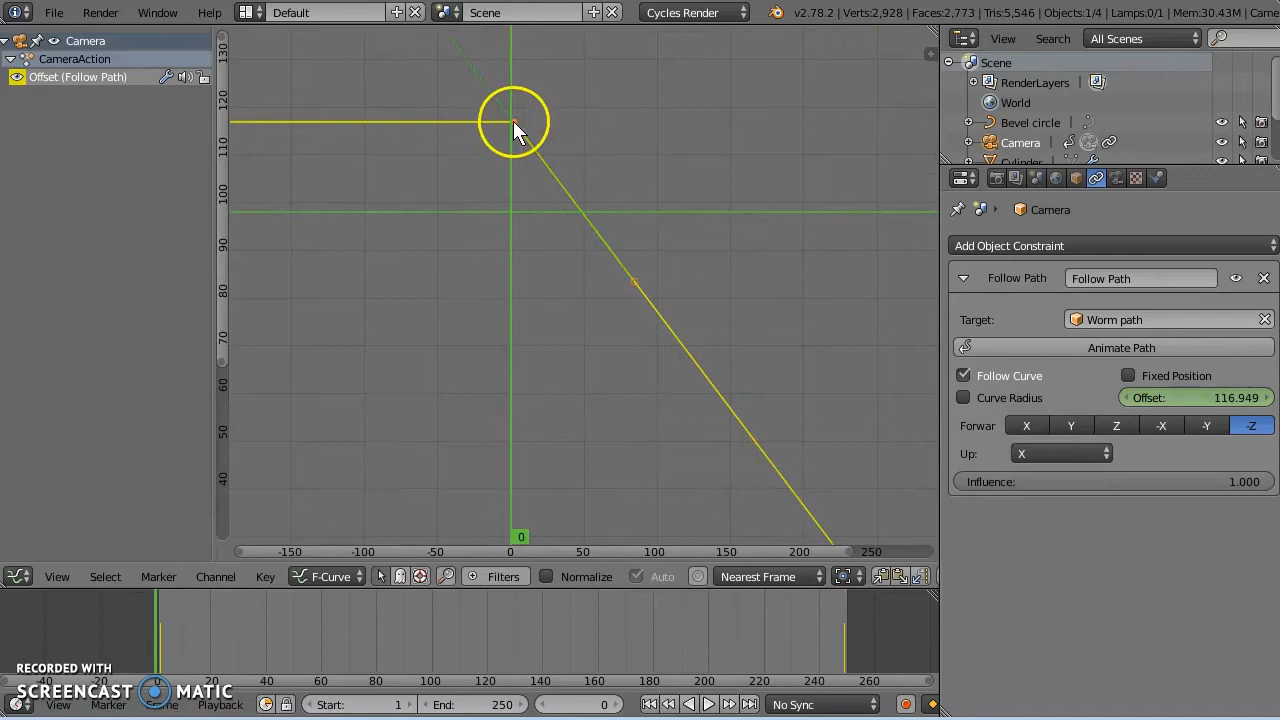 File Render Window Help Default Scene Cycles Render v2.78.2 | Verts:2,928 | Faces:2,773 | Tris:5,546 | Objects:1/4 | Lamps:0/1 | Mem:30.43M | Came
Camera
CameraAction
Offset (Follow Path)
130
120
110
100
90
80
70
60
50
40
0
-150 -100 -50 0 50 100 150 200 250
View Select Marker Channel Key F-Curve Filters Normalize Auto Nearest Frame
-40 0 20 40 60 80 100 120 140 160 180 200 220 240 260
RECORDED WITH
SCREENCAST MATIC
View Marker Frame Playback Start: 1 End: 250 0 No Sync
View Search All Scenes
Scene
RenderLayers
World
Bevel circle
Camera
Cylinder
Camera
Add Object Constraint
Follow Path Follow Path
Target: Worm path
Animate Path
Follow Curve Fixed Position
Curve Radius Offset: 116.949
Forwar X Y Z -X -Y -Z
Up: X
Influence: 1.000